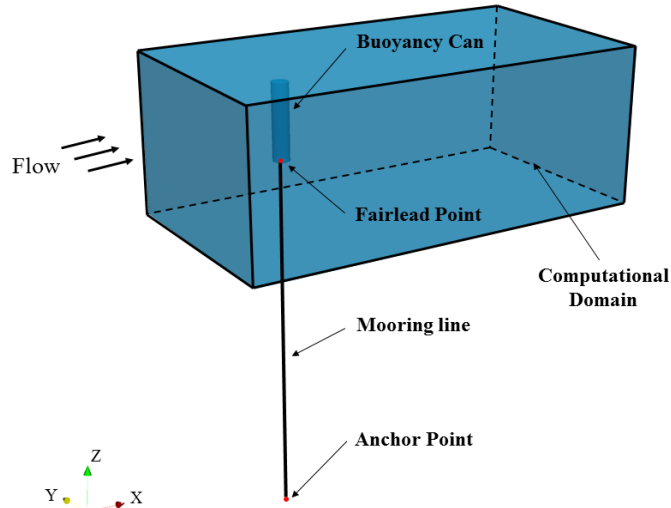 Buoyancy Can
Flow
Fairlead Point
Computational
Domain
Mooring line
Anchor Point
Z
Y
X